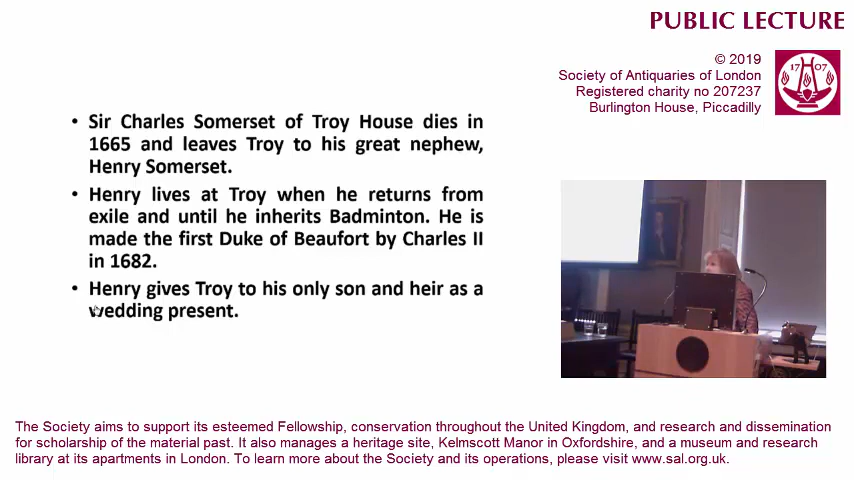 PUBLIC LECTURE
© 2019
Society of Antiquaries of London
Registered charity no 207237
Burlington House, Piccadilly
17 07
• Sir Charles Somerset of Troy House dies in
1665 and leaves Troy to his great nephew,
Henry Somerset.
• Henry lives at Troy when he returns from
exile and until he inherits Badminton. He is
made the first Duke of Beaufort by Charles II
in 1682.
• Henry gives Troy to his only son and heir as a
wedding present.
The Society aims to support its esteemed Fellowship, conservation throughout the United Kingdom, and research and dissemination
for scholarship of the material past. It also manages a heritage site, Kelmscott Manor in Oxfordshire, and a museum and research
library at its apartments in London. To learn more about the Society and its operations, please visit www.sal.org.uk.